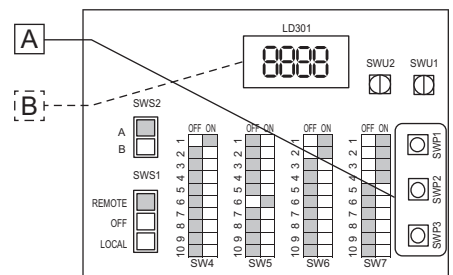 A
LD301
8888
SWU2 SWU1
B
SWS2
A
B
SWS1
REMOTE
OFF
LOCAL
OFF ON
1
2
3
4
5
6
7
8
9
10
SW4
OFF ON
1
2
3
4
5
6
7
8
9
10
SW5
OFF ON
1
2
3
4
5
6
7
8
9
10
SW6
OFF ON
1
2
3
4
5
6
7
8
9
10
SW7
SWP1
SWP2
SWP3